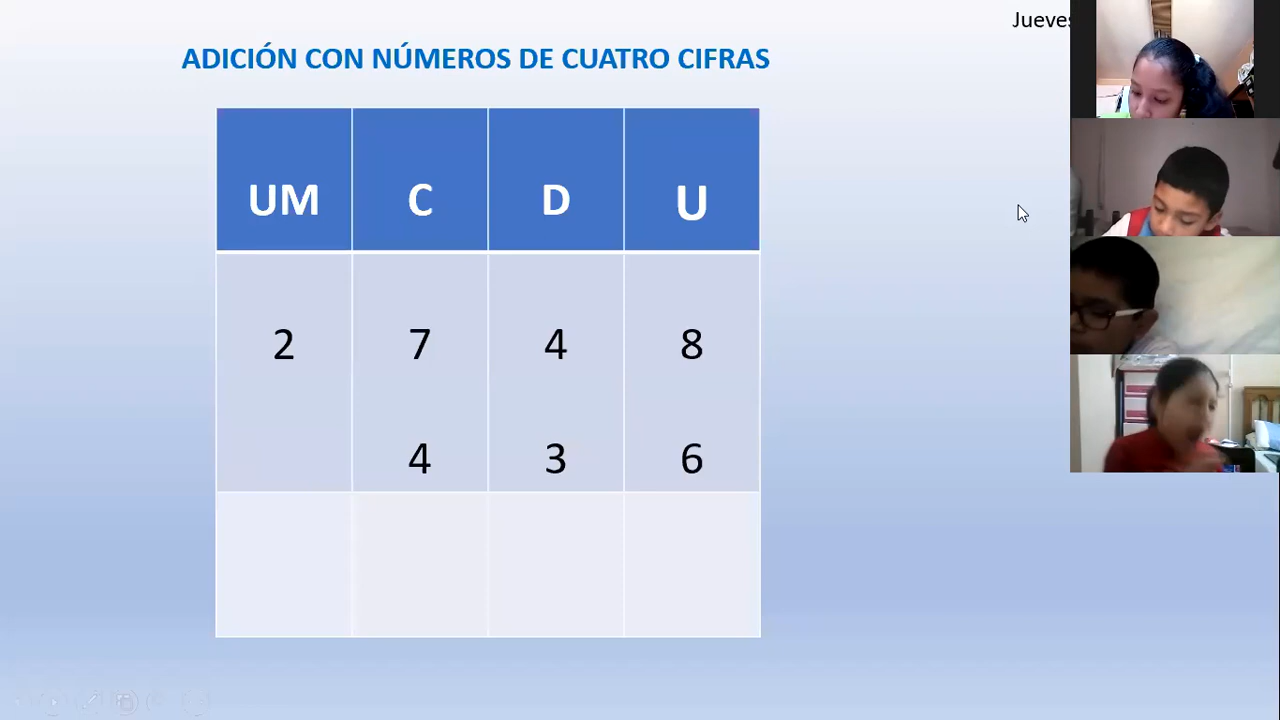 Jueves
ADICIÓN CON NÚMEROS DE CUATRO CIFRAS
UM C D U
2 7 4 8
4 3 6